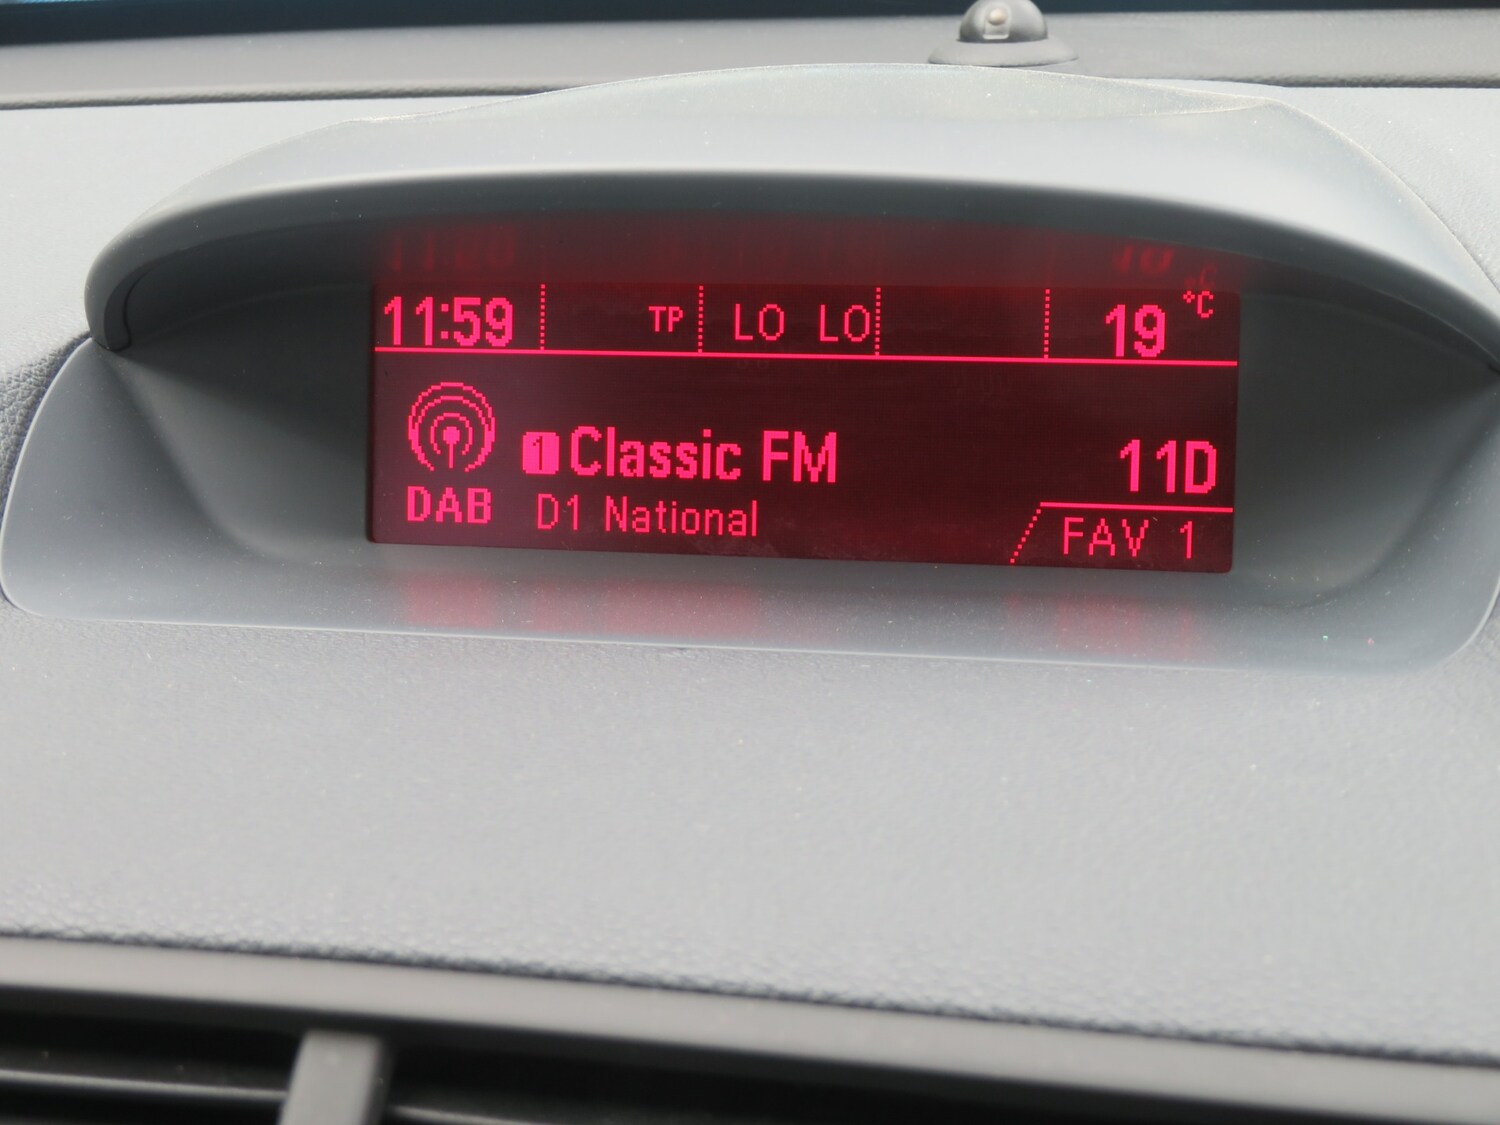 11:59 TP LO LO 19 °C
1 Classic FM 11D
DAB D1 National FAV 1